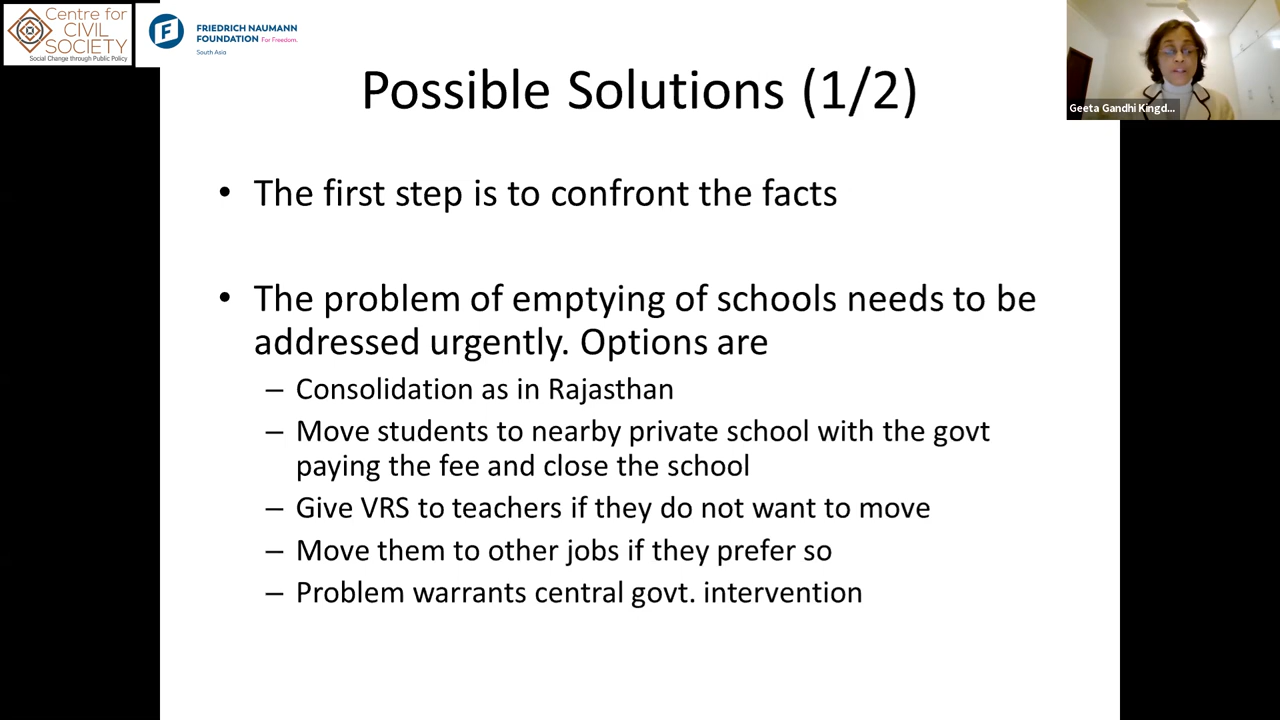 Centre for
CIVIL
SOCIETY
Social Change through Public Policy
FRIEDRICH NAUMANN
FOUNDATION For Freedom.
South Asia
Geeta Gandhi Kingd...
Possible Solutions (1/2)
• The first step is to confront the facts
• The problem of emptying of schools needs to be
addressed urgently. Options are
– Consolidation as in Rajasthan
– Move students to nearby private school with the govt
paying the fee and close the school
– Give VRS to teachers if they do not want to move
– Move them to other jobs if they prefer so
– Problem warrants central govt. intervention